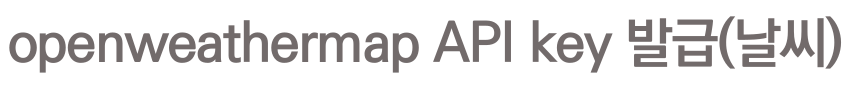 openweathermap API key 발급(날씨)